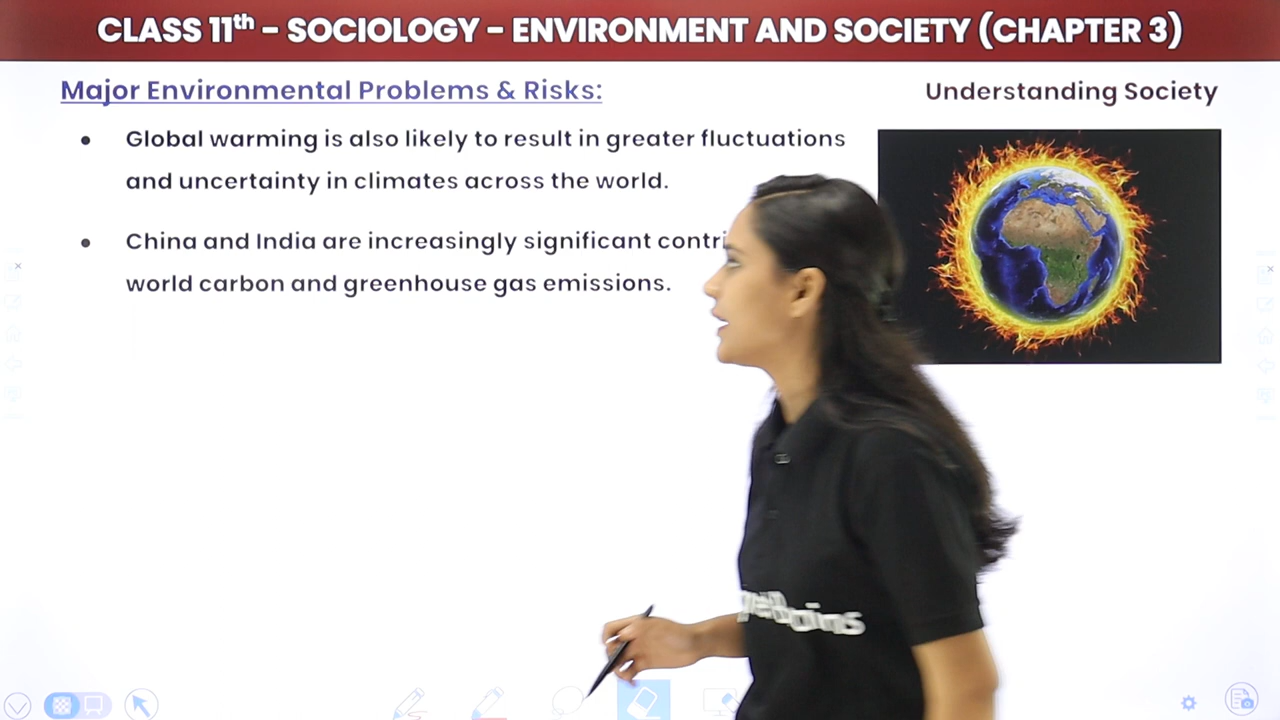 CLASS 11th - SOCIOLOGY - ENVIRONMENT AND SOCIETY (CHAPTER 3)
Major Environmental Problems & Risks:
Understanding Society
• Global warming is also likely to result in greater fluctuations
and uncertainty in climates across the world.
• China and India are increasingly significant
world carbon and greenhouse gas emissions.